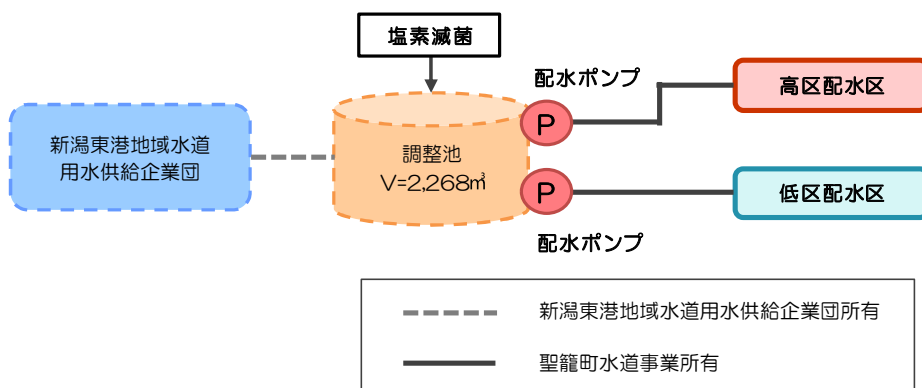 塩素滅菌
配水ポンプ
高区配水区
P
新潟東港地域水道
用水供給企業団
調整池
V=2,268㎥
P
低区配水区
配水ポンプ
新潟東港地域水道用水供給企業団所有
聖籠町水道事業所有